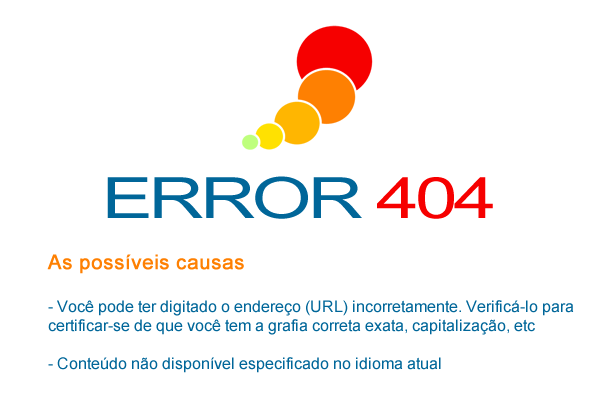 ERROR 404
As possíveis causas
- Você pode ter digitado o endereço (URL) incorretamente. Verificá-lo para
certificar-se de que você tem a grafia correta exata, capitalização, etc
- Conteúdo não disponível especificado no idioma atual